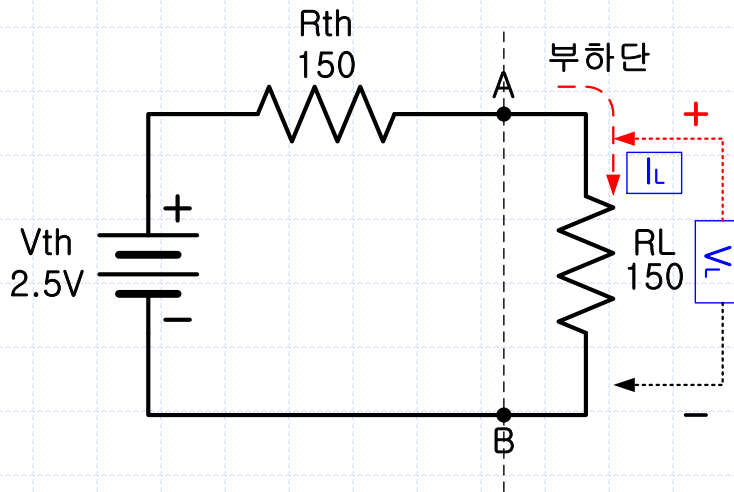 Rth
150
부하단
A
+
IL
+
Vth
2.5V
RL
150
VL
−
−
B